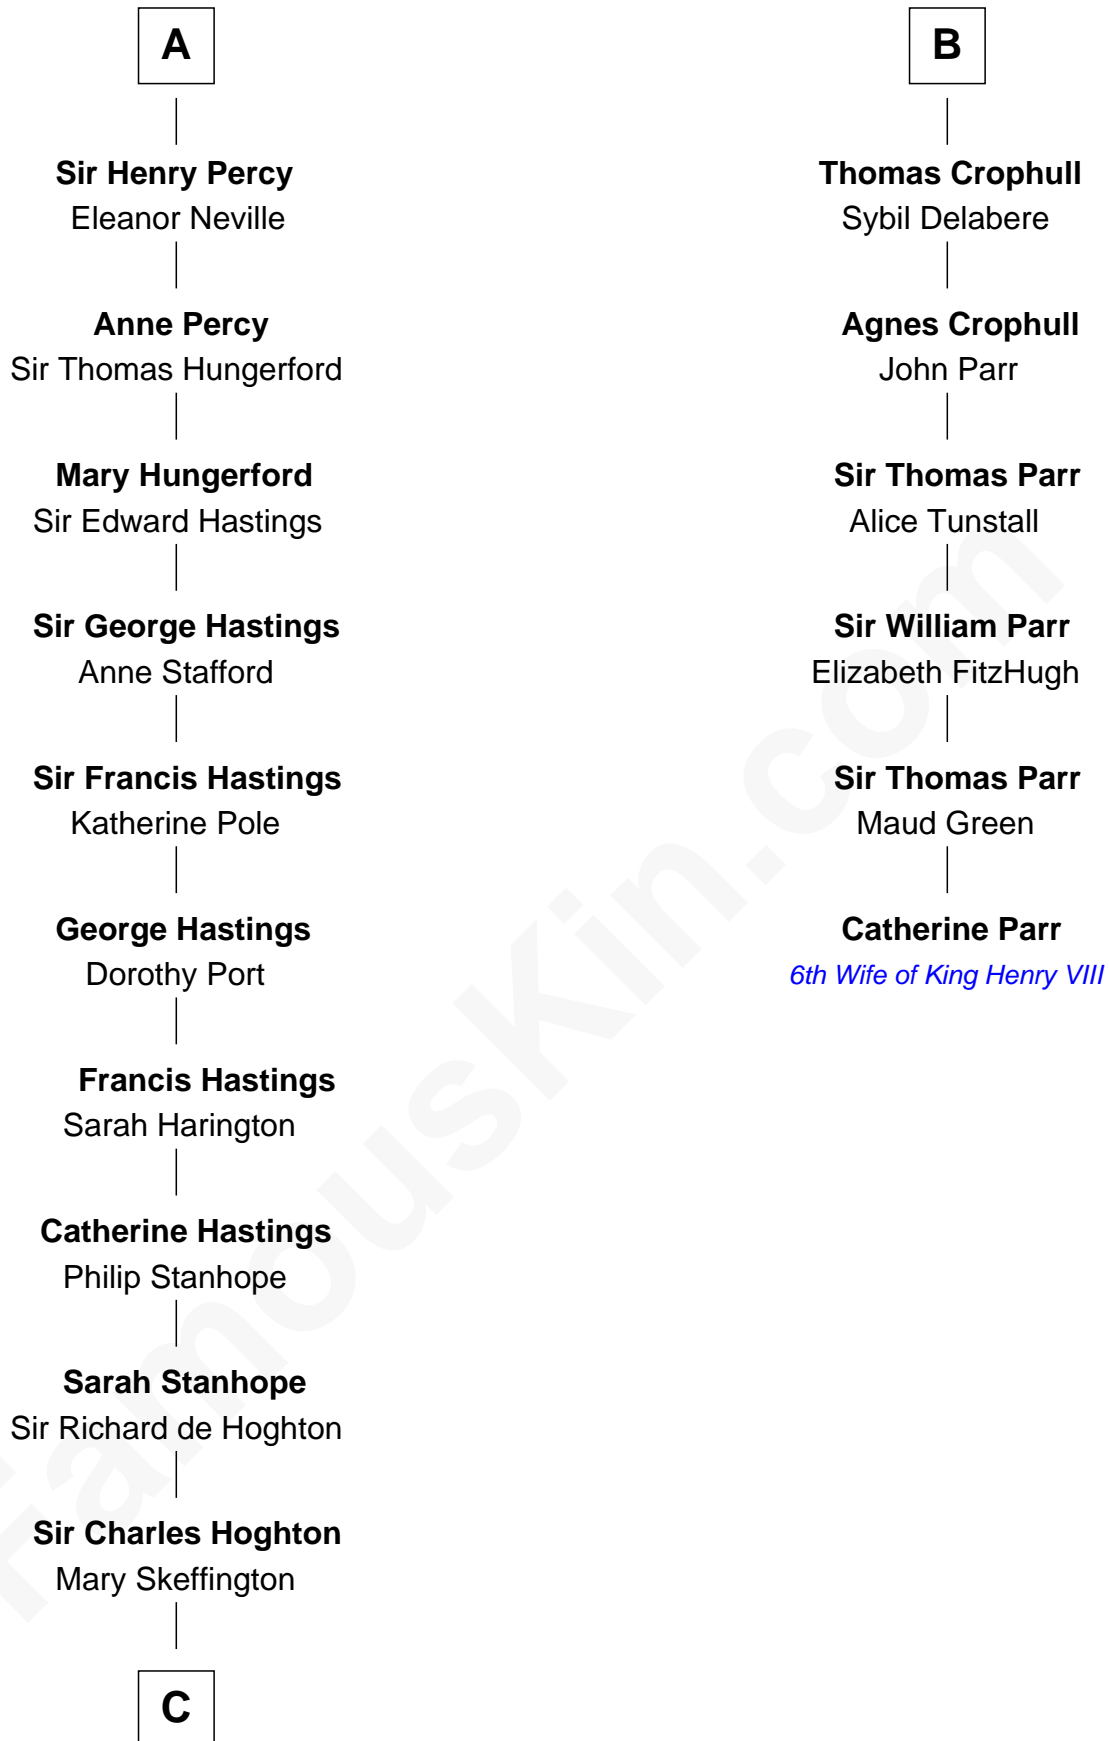 A
Sir Henry Percy
Eleanor Neville
Anne Percy
Sir Thomas Hungerford
Mary Hungerford
Sir Edward Hastings
Sir George Hastings
Anne Stafford
Sir Francis Hastings
Katherine Pole
George Hastings
Dorothy Port
Francis Hastings
Sarah Harington
Catherine Hastings
Philip Stanhope
Sarah Stanhope
Sir Richard de Hoghton
Sir Charles Hoghton
Mary Skeffington
C
B
Thomas Crophull
Sybil Delabere
Agnes Crophull
John Parr
Sir Thomas Parr
Alice Tunstall
Sir William Parr
Elizabeth FitzHugh
Sir Thomas Parr
Maud Green
Catherine Parr
6th Wife of King Henry VIII
FamousKin.com